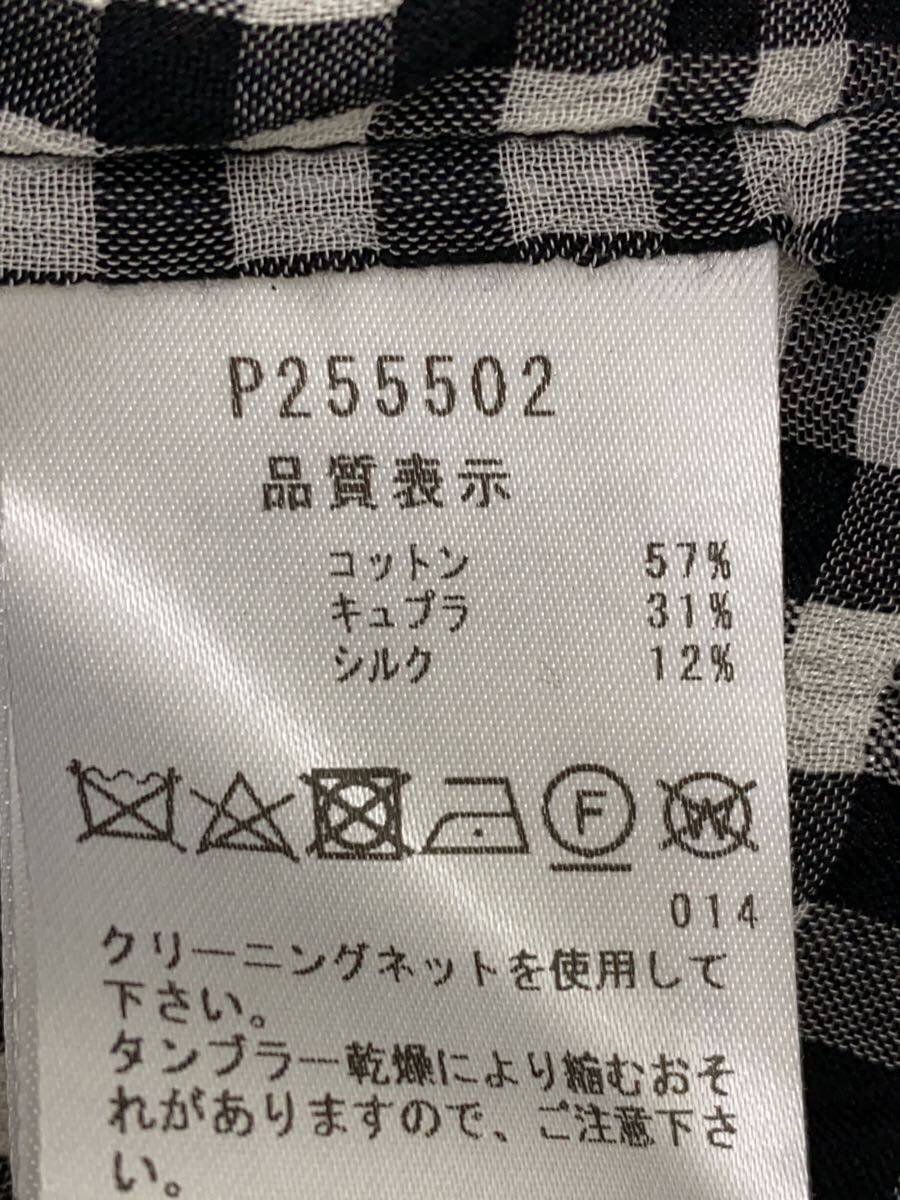 P255502
品質表示
コットン 57%
キュプラ 31%
シルク 12%
F W
014
クリーニングネットを使用して
下さい。
タンブラー乾燥により縮むおそ
れがありますので、ご注意下さ
い。